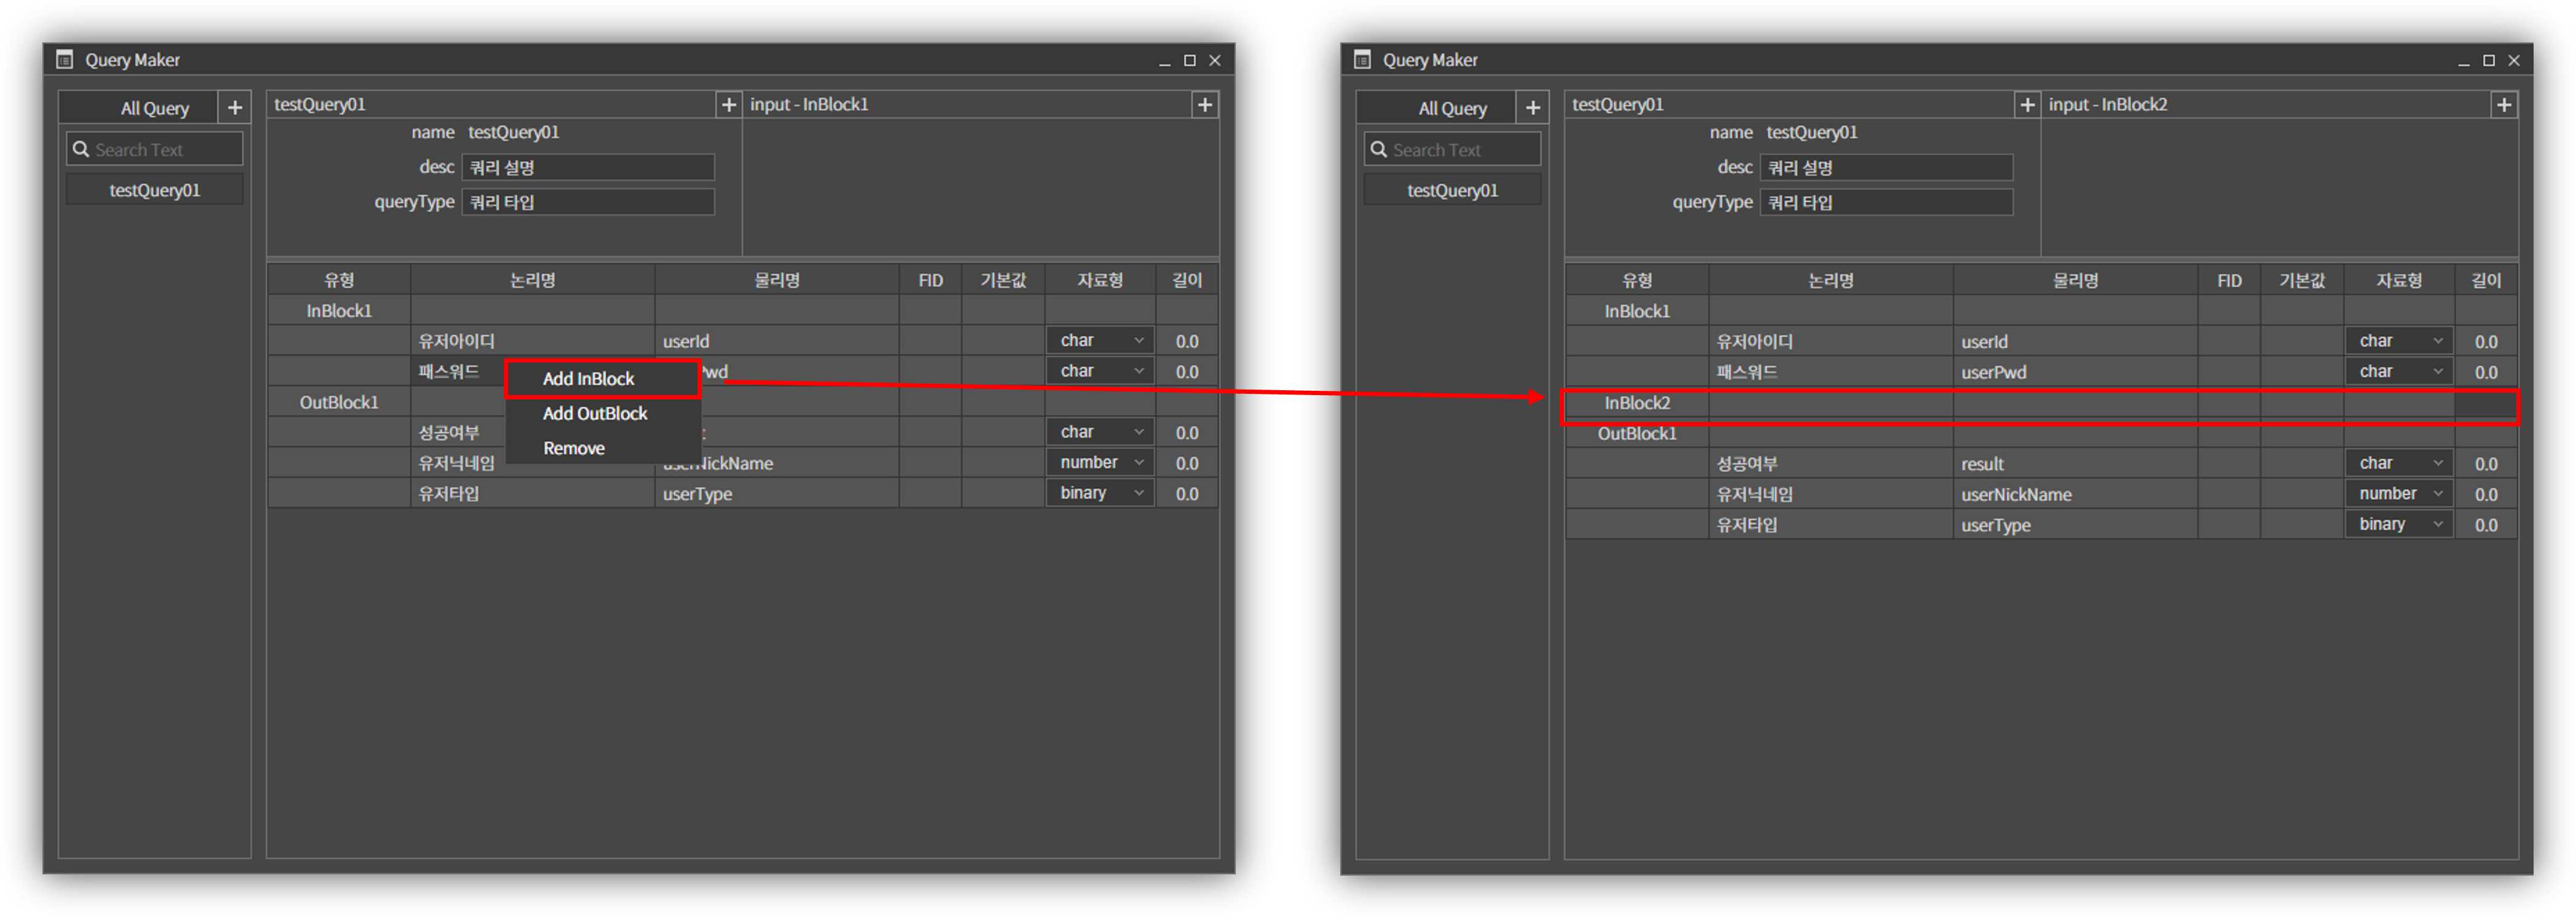 Query Maker
All Query
Search Text
testQuery01
testQuery01
name testQuery01
desc 쿼리 설명
queryType 쿼리 타입
input - InBlock1
유형 논리명 물리명 FID 기본값 자료형 길이
InBlock1
유저아이디 userId char 0.0
패스워드 Pwd char 0.0
OutBlock1
성공여부 char 0.0
유저닉네임 userNickName number 0.0
유저타입 userType binary 0.0
Add InBlock
Add OutBlock
Remove
Query Maker
All Query
Search Text
testQuery01
testQuery01
name testQuery01
desc 쿼리 설명
queryType 쿼리 타입
input - InBlock2
유형 논리명 물리명 FID 기본값 자료형 길이
InBlock1
유저아이디 userId char 0.0
패스워드 userPwd char 0.0
InBlock2
OutBlock1
성공여부 result char 0.0
유저닉네임 userNickName number 0.0
유저타입 userType binary 0.0